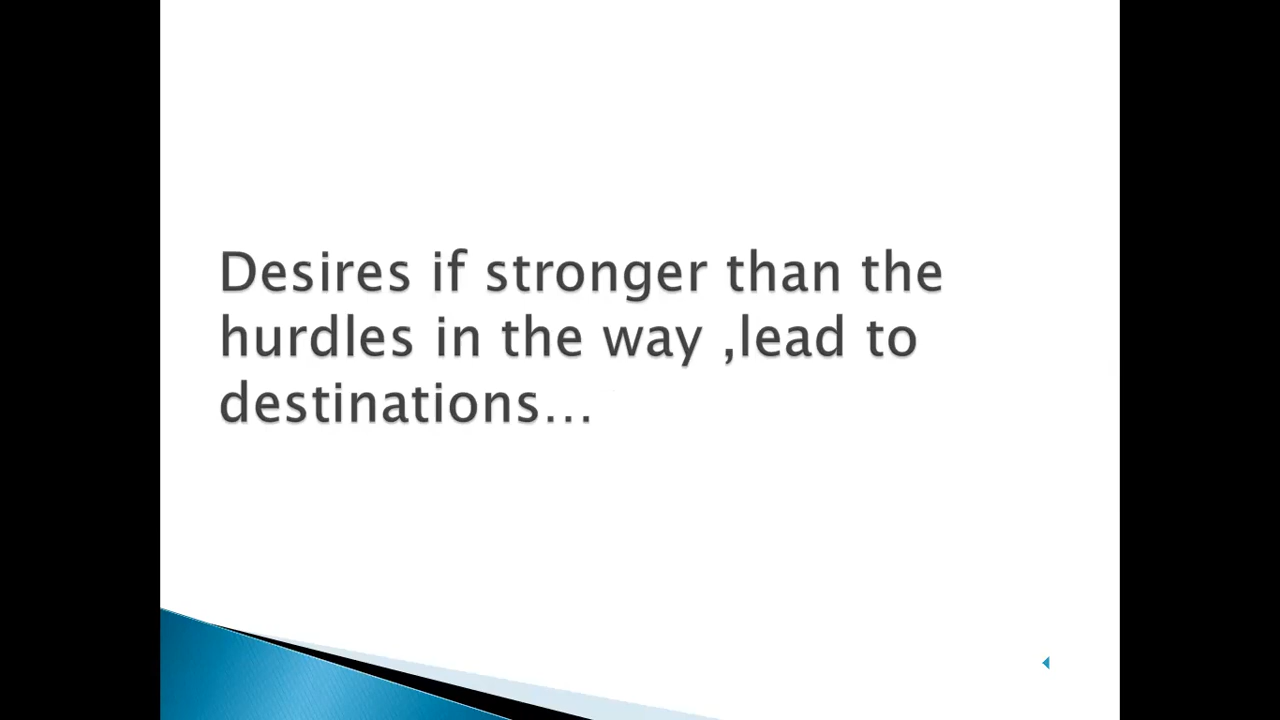 Desires if stronger than the
hurdles in the way ,lead to
destinations...